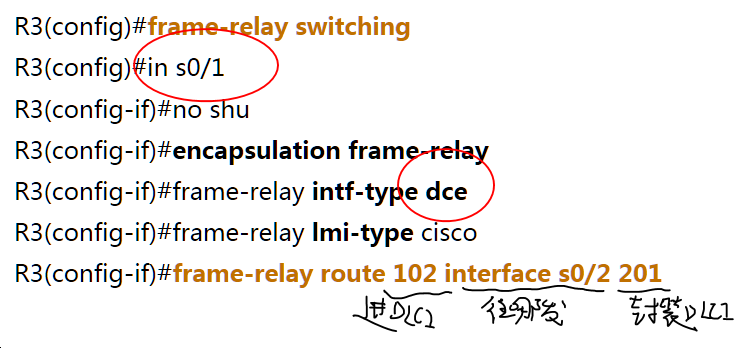 R3(config)#frame-relay switching
R3(config)#in s0/1
R3(config-if)#no shu
R3(config-if)#encapsulation frame-relay
R3(config-if)#frame-relay intf-type dce
R3(config-if)#frame-relay lmi-type cisco
R3(config-if)#frame-relay route 102 interface s0/2 201
进DLCI 往哪发 封装DLCI